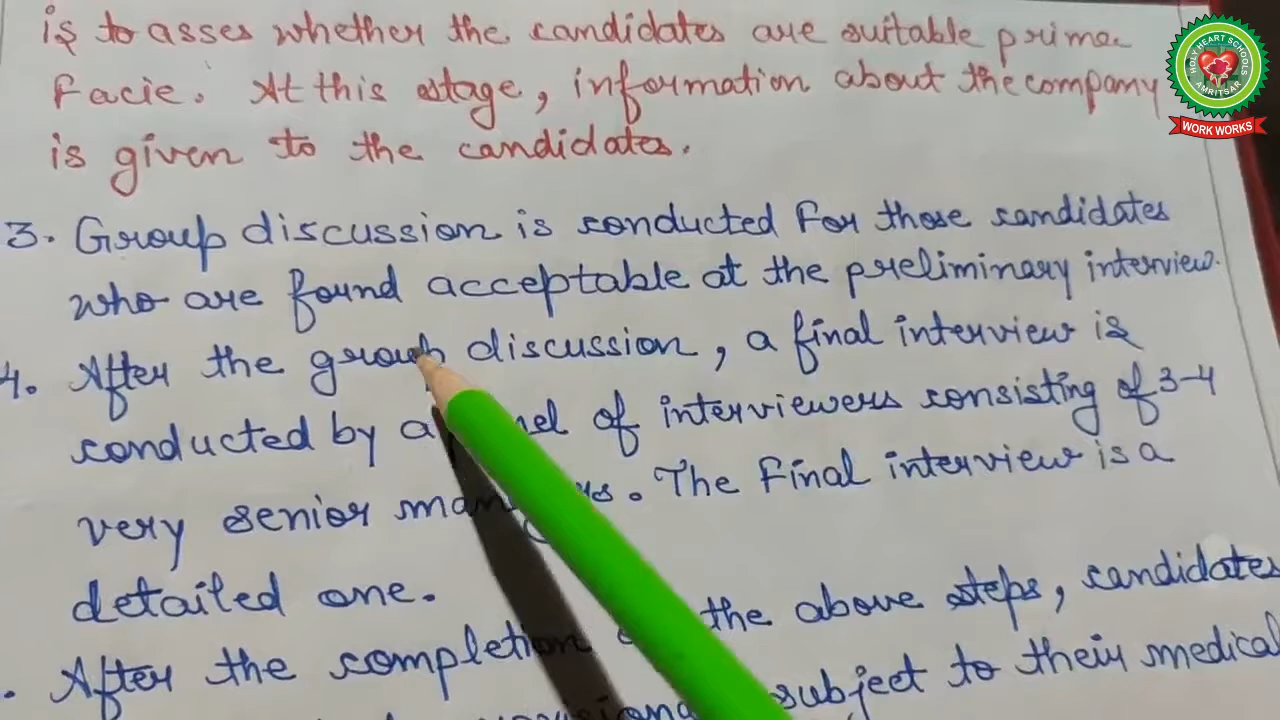 is to asses whether the candidates are suitable prima
facie. At this stage, information about the company
is given to the candidates.
3. Group discussion is conducted for those candidates
who are found acceptable at the preliminary interview.
4. After the group discussion, a final interview is
conducted by a of interviewers consisting of 3-4
very senior The Final interview is a
detailed one.
. After the completion the above steps, candidates
subject to their medical
HOLY HEART SCHOOLS
AMRITSAR
WORK WORKS